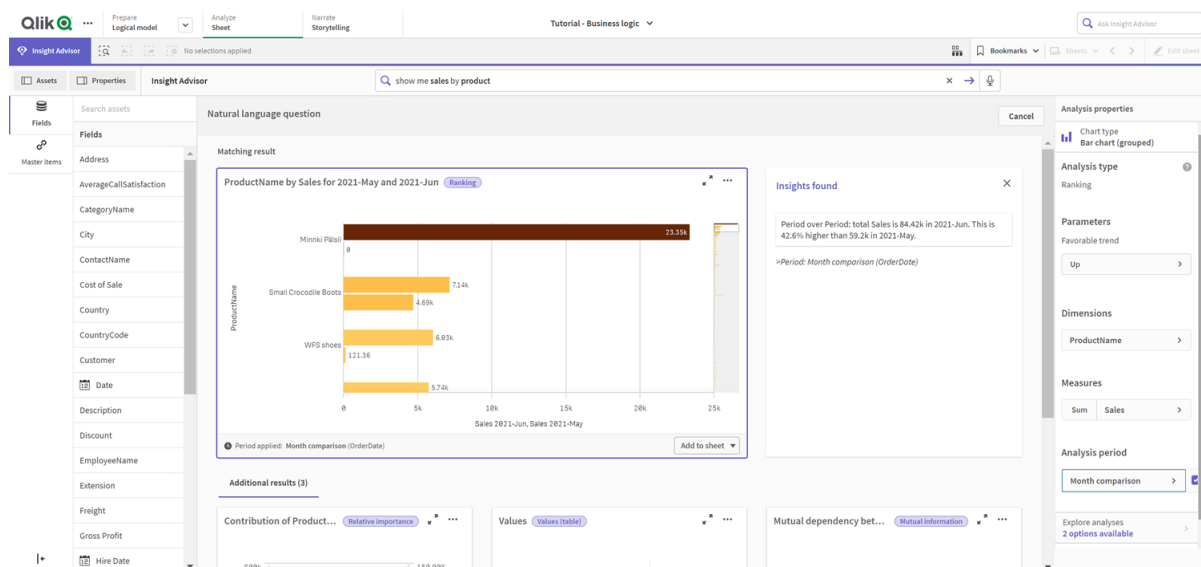 Qlik
Prepare
Logical model
Analyze
Sheet
Narrate
Storytelling
Tutorial - Business logic
Ask Insight Advisor
Insight Advisor
No selections applied
Bookmarks
Sheets
Edit sheet
Assets
Properties
Insight Advisor
show me sales by product
Fields
Master items
Search assets
Fields
Address
AverageCallSatisfaction
CategoryName
City
ContactName
Cost of Sale
Country
CountryCode
Customer
Date
Description
Discount
EmployeeName
Extension
Freight
Gross Profit
Hire Date
Natural language question
Cancel
Matching result
ProductName by Sales for 2021-May and 2021-Jun
Ranking
ProductName
Minnki Pälsii
23.35k
0
Small Crocodile Boots
7.14k
4.69k
WFS shoes
6.03k
121.36
5.74k
0 5k 10k 15k 20k 25k
Sales 2021-Jun, Sales 2021-May
Period applied: Month comparison (OrderDate)
Add to sheet
Insights found
Period over Period: total Sales is 84.42k in 2021-Jun. This is
42.6% higher than 59.2k in 2021-May.
>Period: Month comparison (OrderDate)
Additional results (3)
Contribution of Product...
Relative importance
Values
Values (table)
Mutual dependency bet...
Mutual information
Analysis properties
Chart type
Bar chart (grouped)
Analysis type
Ranking
Parameters
Favorable trend
Up
Dimensions
ProductName
Measures
Sum Sales
Analysis period
Month comparison
Explore analyses
2 options available